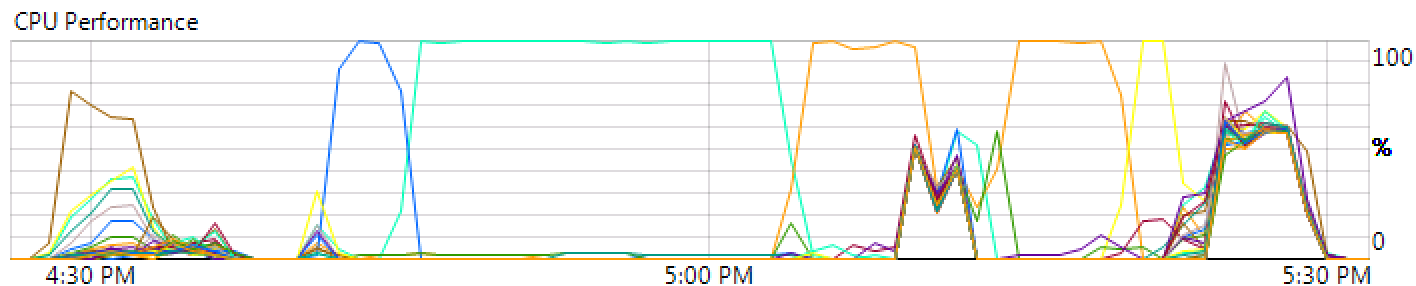 CPU Performance
100
%
0
4:30 PM
5:00 PM
5:30 PM